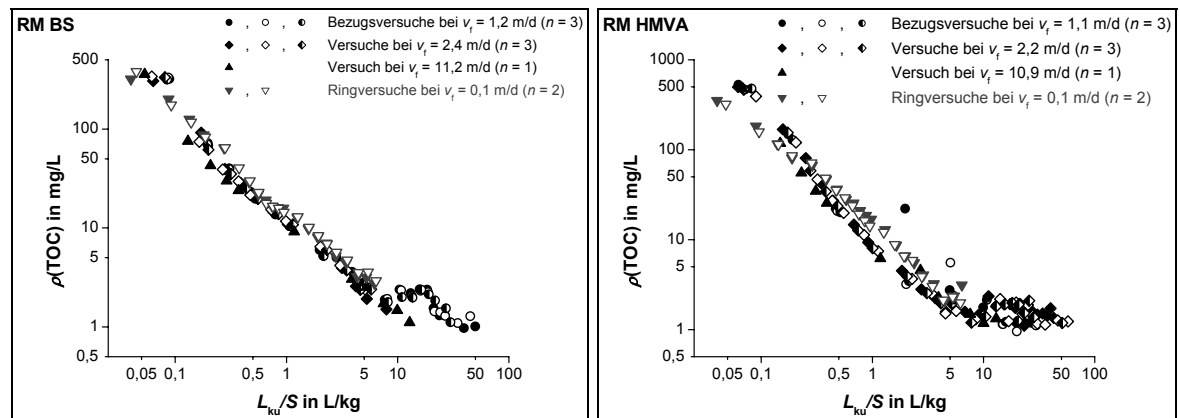 RM BS
, , Bezugsversuche bei vf = 1,2 m/d (n = 3)
, , Versuche bei vf = 2,4 m/d (n = 3)
Versuch bei vf = 11,2 m/d (n = 1)
, Ringversuche bei vf = 0,1 m/d (n = 2)
ρ(TOC) in mg/L
500
100
50
10
5
1
0,5
0,05 0,1 0,5 1 5 10 50 100
Lku/S in L/kg
RM HMVA
, , Bezugsversuche bei vf = 1,1 m/d (n = 3)
, , Versuche bei vf = 2,2 m/d (n = 3)
Versuch bei vf = 10,9 m/d (n = 1)
, Ringversuche bei vf = 0,1 m/d (n = 2)
ρ(TOC) in mg/L
1000
500
100
50
10
5
1
0,5
0,05 0,1 0,5 1 5 10 50 100
Lku/S in L/kg